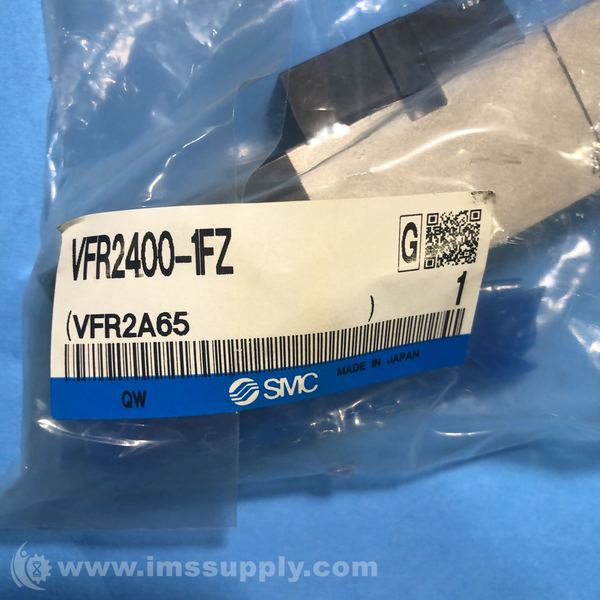 VFR2400-1FZ
G
(VFR2A65 )
1
QW
SMC
MADE IN JAPAN
www.imssupply.com